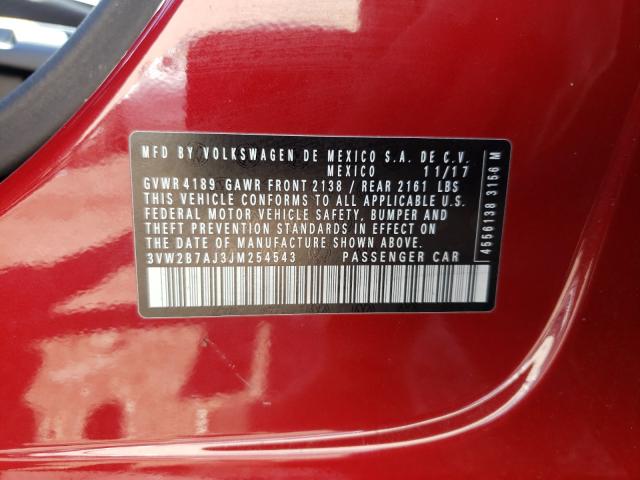 MFD BY VOLKSWAGEN DE MEXICO S.A. DE C.V.
MEXICO 11/17
GVWR 4189 GAWR FRONT 2138 / REAR 2161 LBS
THIS VEHICLE CONFORMS TO ALL APPLICABLE U.S.
FEDERAL MOTOR VEHICLE SAFETY, BUMPER AND
THEFT PREVENTION STANDARDS IN EFFECT ON THE
DATE OF MANUFACTURE SHOWN ABOVE.
3VW2B7AJ3JM254543 PASSENGER CAR
4556138 3156 M